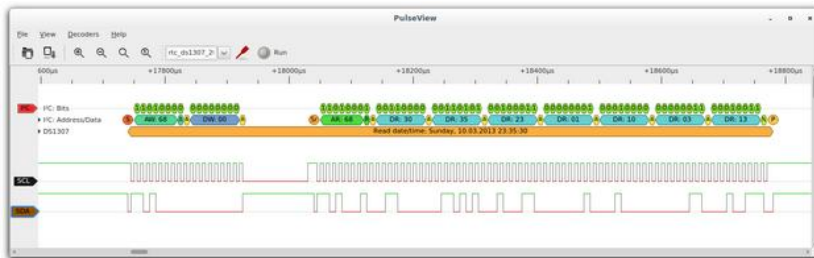 PulseView
File View Decoders Help
rtc_ds1307_2 Run
600µs +17800µs +18000µs +18200µs +18400µs +18600µs +18800µs
I²C: Bits 11010000 00000000 11010001 00110000 00110101 00100011 00000001 00010000 00000011 00010011
I²C: Address/Data S AW: 68 A A DW: 00 A Sr AR: 68 A DR: 30 A DR: 35 A DR: 23 A DR: 01 A DR: 10 A DR: 03 A DR: 13 N P
DS1307 Read date/time: Sunday, 10.03.2013 23:35:30
SCL
SDA